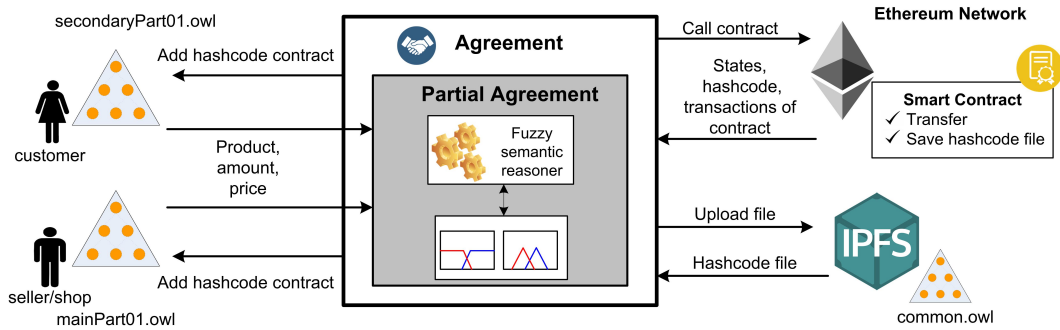 secondaryPart01.owl
Add hashcode contract
customer
Product,
amount,
price
seller/shop
Add hashcode contract
mainPart01.owl
Agreement
Partial Agreement
Fuzzy
semantic
reasoner
Call contract
States,
hashcode,
transactions of
contract
Ethereum Network
Smart Contract
✓ Transfer
✓ Save hashcode file
Upload file
Hashcode file
IPFS
common.owl